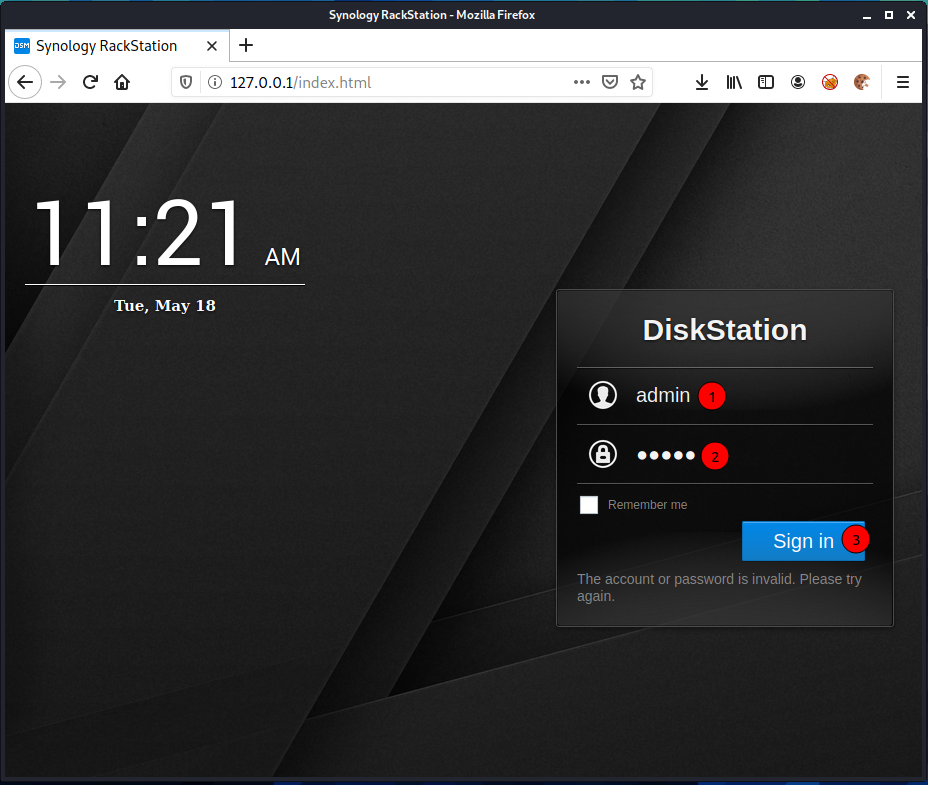 Synology RackStation - Mozilla Firefox
DSM Synology RackStation
127.0.0.1/index.html
11:21 AM
Tue, May 18
DiskStation
admin 1
••••• 2
Remember me
Sign in 3
The account or password is invalid. Please try
again.